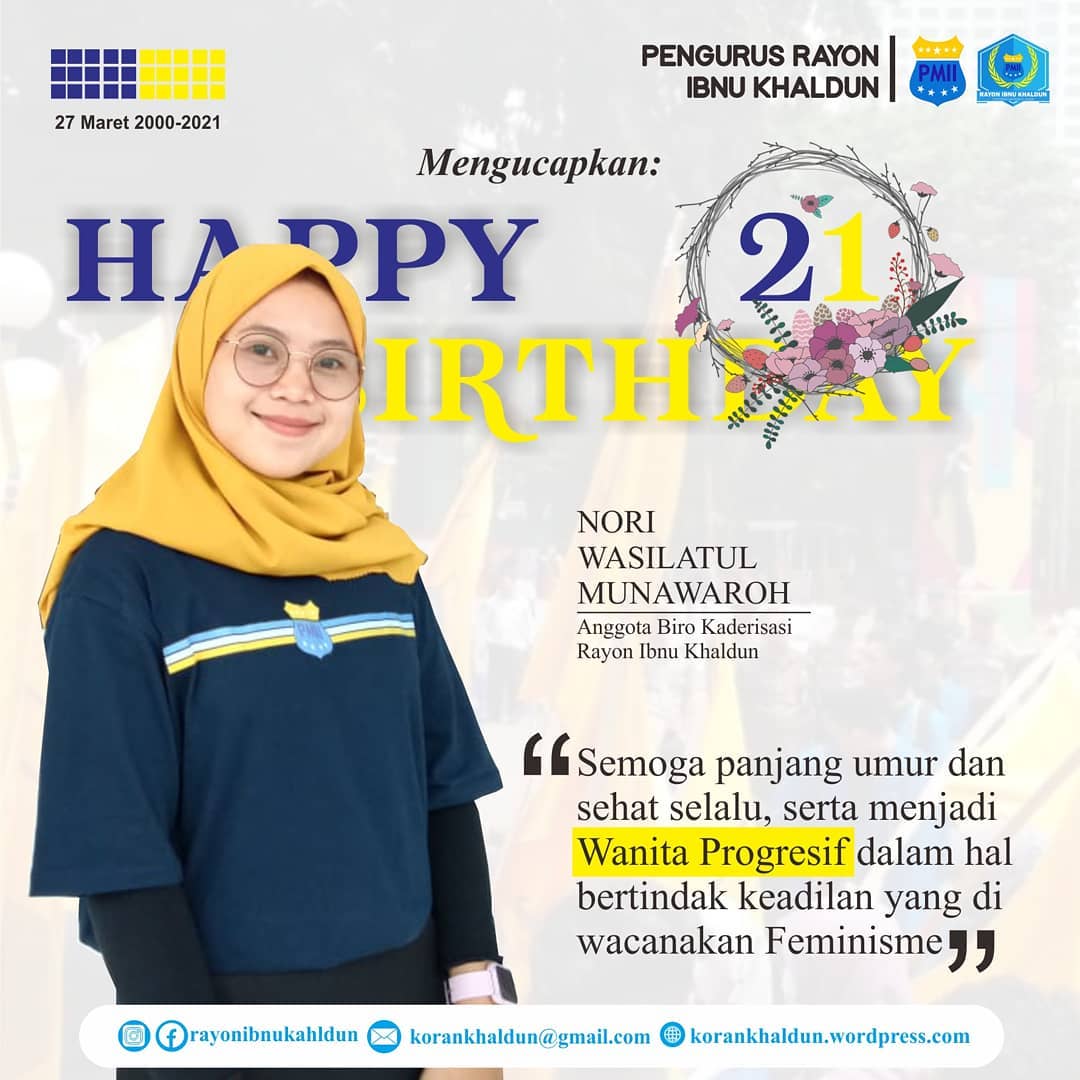 PENGURUS RAYON
IBNU KHALDUN
PMII
RAYON IBNU KHALDUN
27 Maret 2000-2021
Mengucapkan:
HAPPY
21
BIRTHDAY
NORI
WASILATUL
MUNAWAROH
Anggota Biro Kaderisasi
Rayon Ibnu Khaldun
PMII
“Semoga panjang umur dan
sehat selalu, serta menjadi
Wanita Progresif dalam hal
bertindak keadilan yang di
wacanakan Feminisme”
rayonibnukahldun korankhaldun@gmail.com korankhaldun.wordpress.com